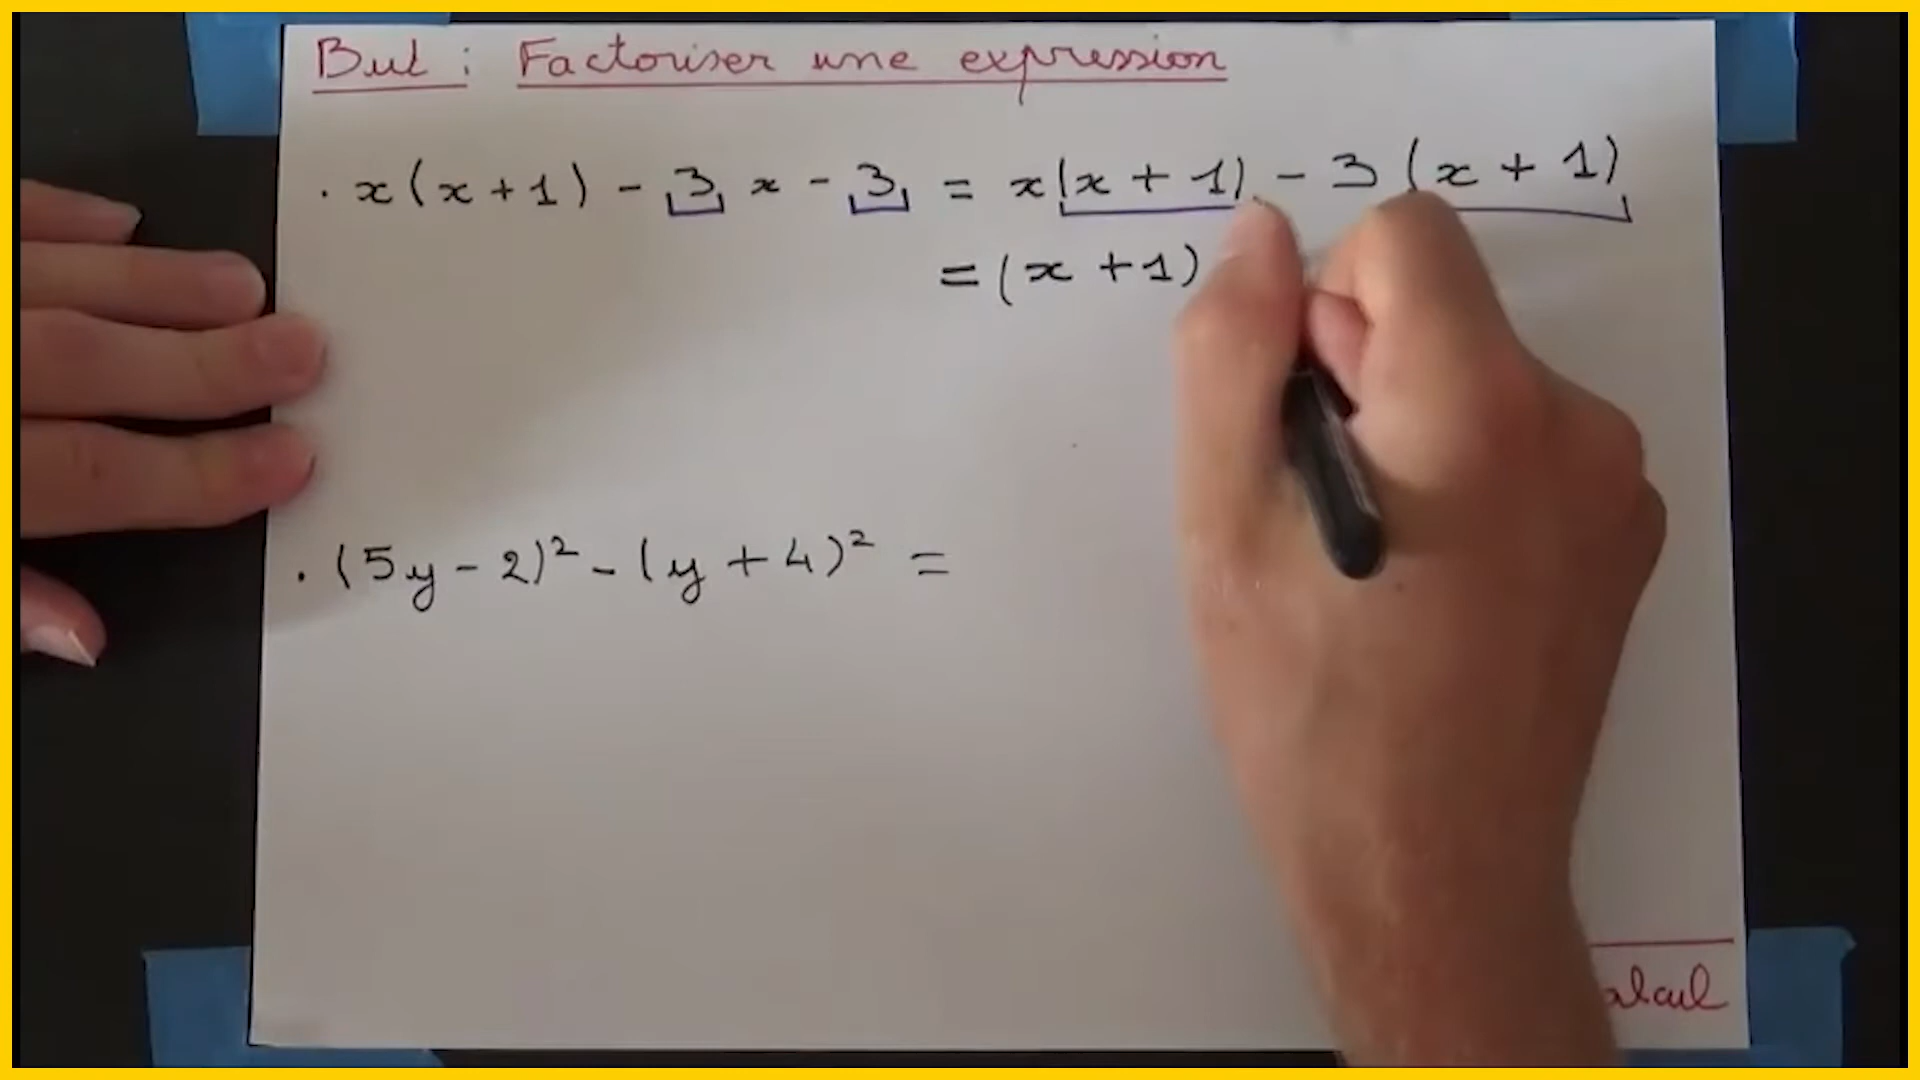 But : Factoriser une expression
· x(x+1) - 3x - 3 = x(x+1) - 3(x+1)
= (x+1)
· (5y-2)² - (y+4)² =